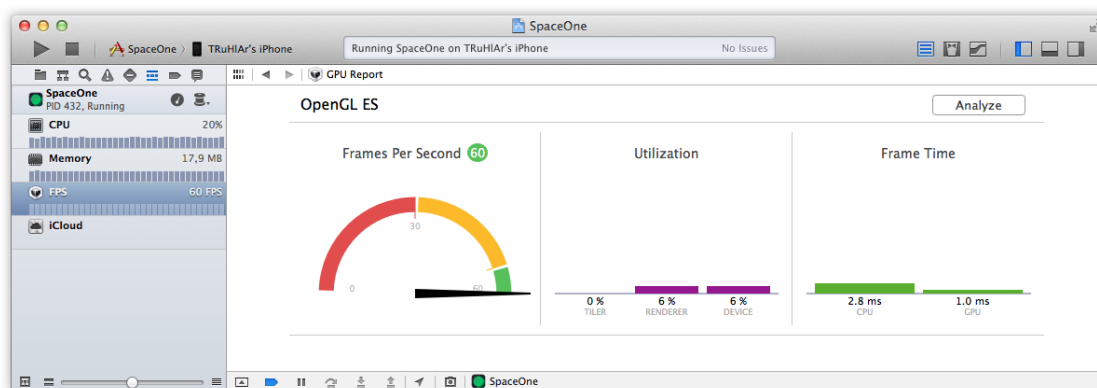 SpaceOne
SpaceOne TRuHlAr's iPhone
Running SpaceOne on TRuHlAr's iPhone No Issues
GPU Report
SpaceOne
PID 432, Running
CPU 20%
Memory 17,9 MB
FPS 60 FPS
iCloud
OpenGL ES
Analyze
Frames Per Second 60
30
0
60
Utilization
0 %
TILER
6 %
RENDERER
6 %
DEVICE
Frame Time
2.8 ms
CPU
1.0 ms
GPU
SpaceOne